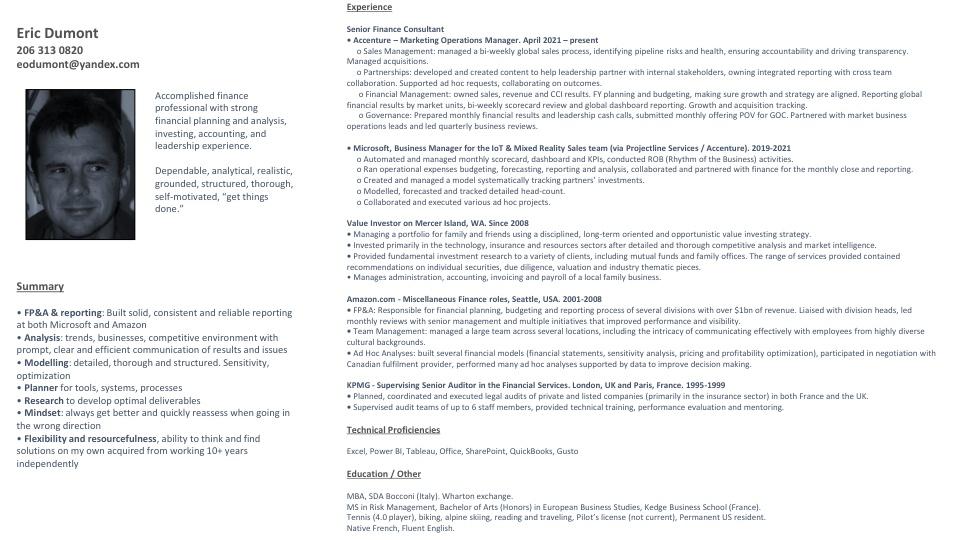 Eric Dumont
206 313 0820
eodumont@yandex.com
Accomplished finance
professional with strong
financial planning and analysis,
investing, accounting, and
leadership experience.
Dependable, analytical, realistic,
grounded, structured, thorough,
self-motivated, "get things
done."
Summary
• FP&A & reporting: Built solid, consistent and reliable reporting
at both Microsoft and Amazon
• Analysis: trends, businesses, competitive environment with
prompt, clear and efficient communication of results and issues
• Modelling: detailed, thorough and structured. Sensitivity,
optimization
• Planner for tools, systems, processes
• Research to develop optimal deliverables
• Mindset: always get better and quickly reassess when going in
the wrong direction
• Flexibility and resourcefulness, ability to think and find
solutions on my own acquired from working 10+ years
independently
Experience
Senior Finance Consultant
• Accenture – Marketing Operations Manager. April 2021 – present
o Sales Management: managed a bi-weekly global sales process, identifying pipeline risks and health, ensuring accountability and driving transparency.
Managed acquisitions.
o Partnerships: developed and created content to help leadership partner with internal stakeholders, owning integrated reporting with cross team
collaboration. Supported ad hoc requests, collaborating on outcomes.
o Financial Management: owned sales, revenue and CCI results. FY planning and budgeting, making sure growth and strategy are aligned. Reporting global
financial results by market units, bi-weekly scorecard review and global dashboard reporting. Growth and acquisition tracking.
o Governance: Prepared monthly financial results and leadership cash calls, submitted monthly offering POV for GOC. Partnered with market business
operations leads and led quarterly business reviews.
• Microsoft, Business Manager for the IoT & Mixed Reality Sales team (via Projectline Services / Accenture). 2019-2021
o Automated and managed monthly scorecard, dashboard and KPIs, conducted ROB (Rhythm of the Business) activities.
o Ran operational expenses budgeting, forecasting, reporting and analysis, collaborated and partnered with finance for the monthly close and reporting.
o Created and managed a model systematically tracking partners' investments.
o Modelled, forecasted and tracked detailed head-count.
o Collaborated and executed various ad hoc projects.
Value Investor on Mercer Island, WA. Since 2008
• Managing a portfolio for family and friends using a disciplined, long-term oriented and opportunistic value investing strategy.
• Invested primarily in the technology, insurance and resources sectors after detailed and thorough competitive analysis and market intelligence.
• Provided fundamental investment research to a variety of clients, including mutual funds and family offices. The range of services provided contained
recommendations on individual securities, due diligence, valuation and industry thematic pieces.
• Manages administration, accounting, invoicing and payroll of a local family business.
Amazon.com - Miscellaneous Finance roles, Seattle, USA. 2001-2008
• FP&A: Responsible for financial planning, budgeting and reporting process of several divisions with over $1bn of revenue. Liaised with division heads, led
monthly reviews with senior management and multiple initiatives that improved performance and visibility.
• Team Management: managed a large team across several locations, including the intricacy of communicating effectively with employees from highly diverse
cultural backgrounds.
• Ad Hoc Analyses: built several financial models (financial statements, sensitivity analysis, pricing and profitability optimization), participated in negotiation with
Canadian fulfilment provider, performed many ad hoc analyses supported by data to improve decision making.
KPMG - Supervising Senior Auditor in the Financial Services. London, UK and Paris, France. 1995-1999
• Planned, coordinated and executed legal audits of private and listed companies (primarily in the insurance sector) in both France and the UK.
• Supervised audit teams of up to 6 staff members, provided technical training, performance evaluation and mentoring.
Technical Proficiencies
Excel, Power BI, Tableau, Office, SharePoint, QuickBooks, Gusto
Education / Other
MBA, SDA Bocconi (Italy). Wharton exchange.
MS in Risk Management, Bachelor of Arts (Honors) in European Business Studies, Kedge Business School (France).
Tennis (4.0 player), biking, alpine skiing, reading and traveling, Pilot's license (not current), Permanent US resident.
Native French, Fluent English.